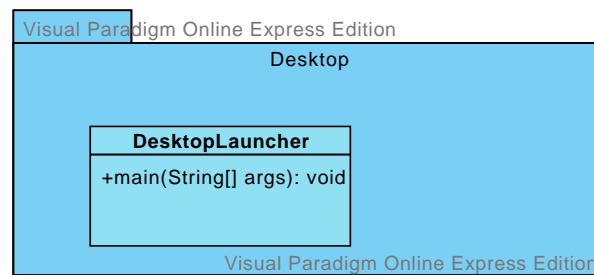 Visual Paradigm Online Express Edition
Desktop
DesktopLauncher
+main(String[] args): void
Visual Paradigm Online Express Edition